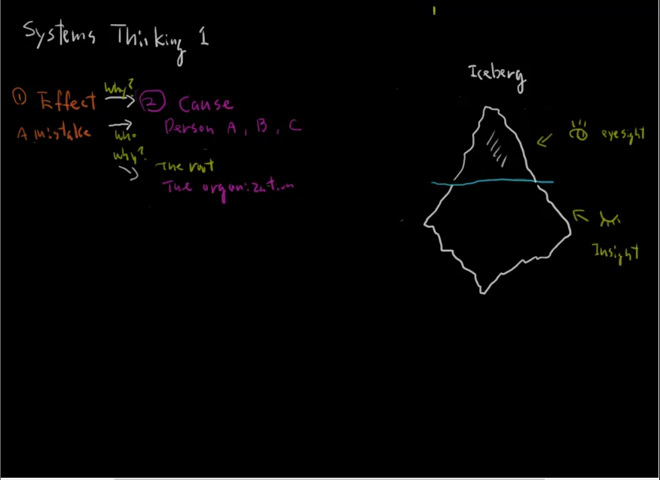 Systems Thinking 1
Iceberg
① Effect why? ② Cause
A mistake who Person A, B, C
why? The root
The organization
eyesight
Insight